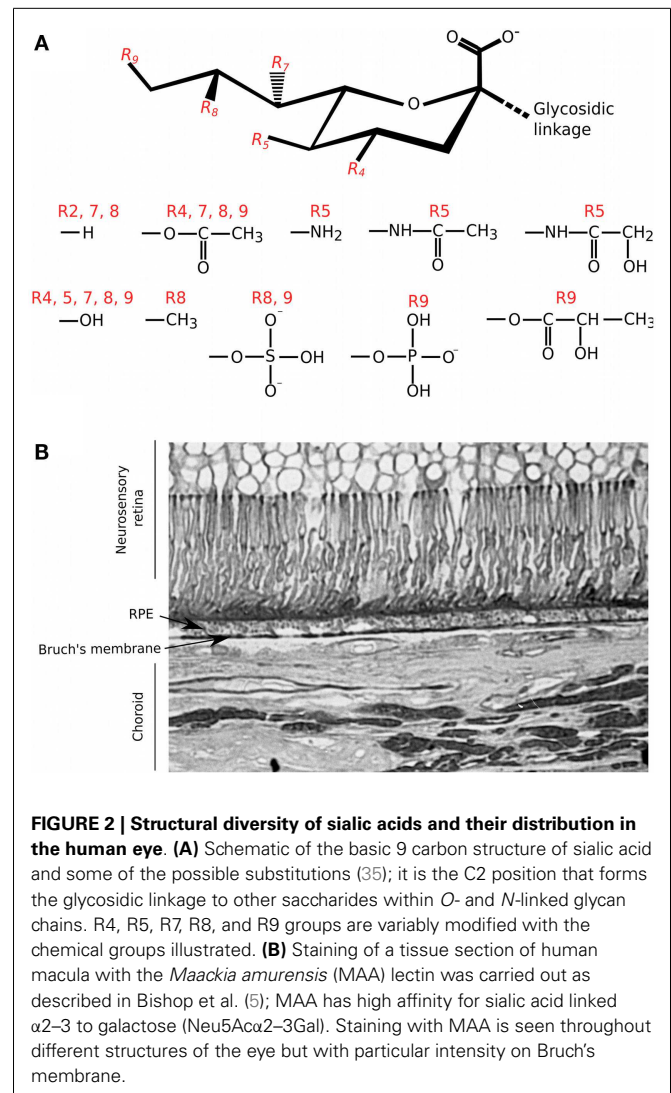 A
R9
R7
O
O-
R8
O
Glycosidic
linkage
R5
R4
R2, 7, 8
R4, 7, 8, 9
R5
R5
R5
—H
—O—C—CH3
O
—NH2
—NH—C—CH3
O
—NH—C—CH2
O OH
R4, 5, 7, 8, 9
R8
R8, 9
R9
R9
—OH
—CH3
O-
—O—S—OH
O-
OH
—O—P—O-
OH
—O—C—CH—CH3
O OH
B
Neurosensory
retina
RPE
Bruch's membrane
Choroid
FIGURE 2 | Structural diversity of sialic acids and their distribution in
the human eye. (A) Schematic of the basic 9 carbon structure of sialic acid
and some of the possible substitutions (35); it is the C2 position that forms
the glycosidic linkage to other saccharides within O- and N-linked glycan
chains. R4, R5, R7, R8, and R9 groups are variably modified with the
chemical groups illustrated. (B) Staining of a tissue section of human
macula with the Maackia amurensis (MAA) lectin was carried out as
described in Bishop et al. (5); MAA has high affinity for sialic acid linked
α2–3 to galactose (Neu5Acα2–3Gal). Staining with MAA is seen throughout
different structures of the eye but with particular intensity on Bruch's
membrane.